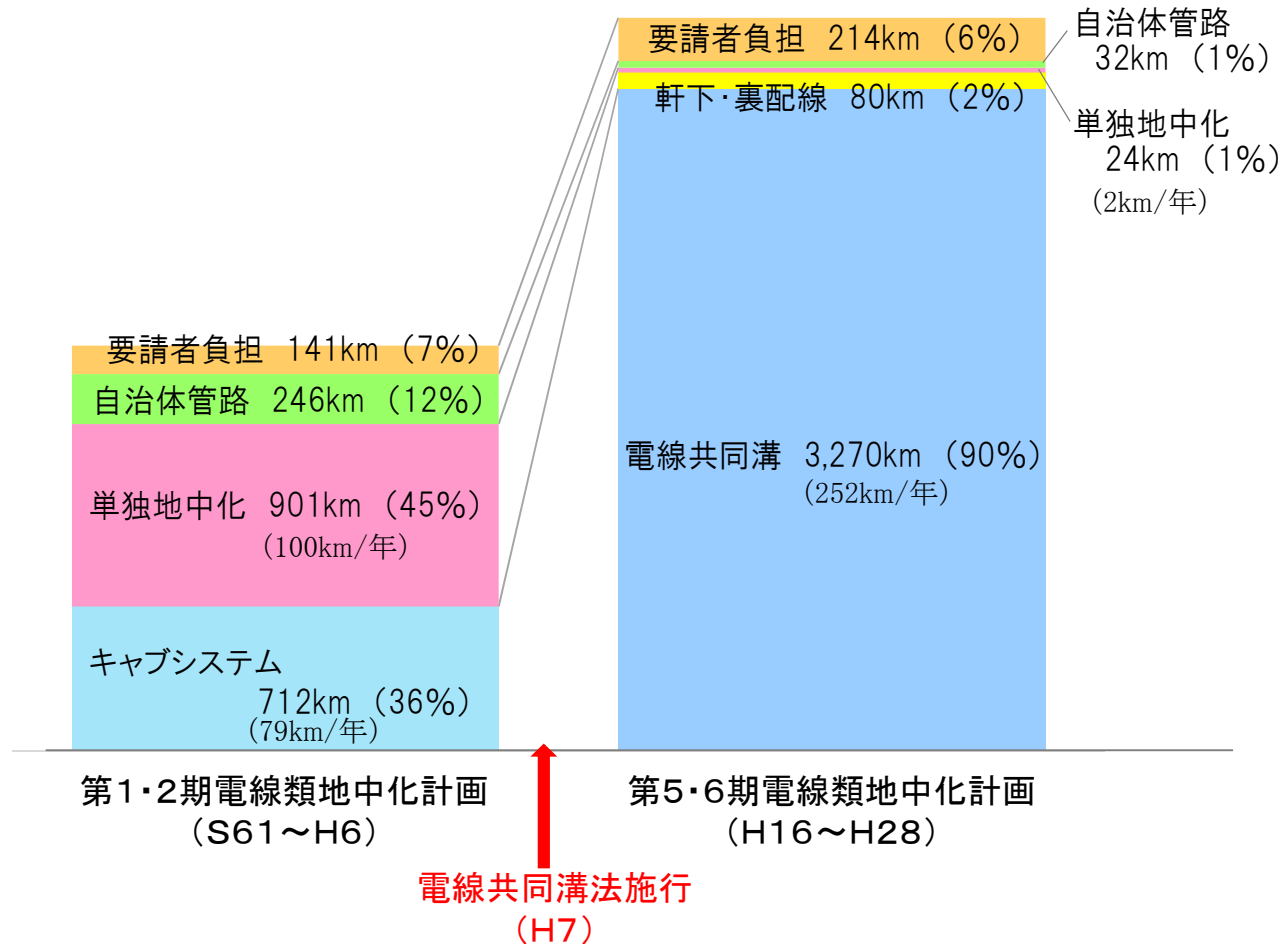 要請者負担 214km（6%）
自治体管路
32km（1%）
軒下･裏配線 80km（2%）
単独地中化
24km（1%）
(2km/年)
要請者負担 141km（7%）
自治体管路 246km（12%）
電線共同溝 3,270km（90%）
(252km/年)
単独地中化 901km（45%）
(100km/年)
キャブシステム
712km（36%）
(79km/年)
第１･２期電線類地中化計画
（Ｓ６１～Ｈ６）
第５･６期電線類地中化計画
（Ｈ１６～Ｈ２８）
電線共同溝法施行
（Ｈ７）